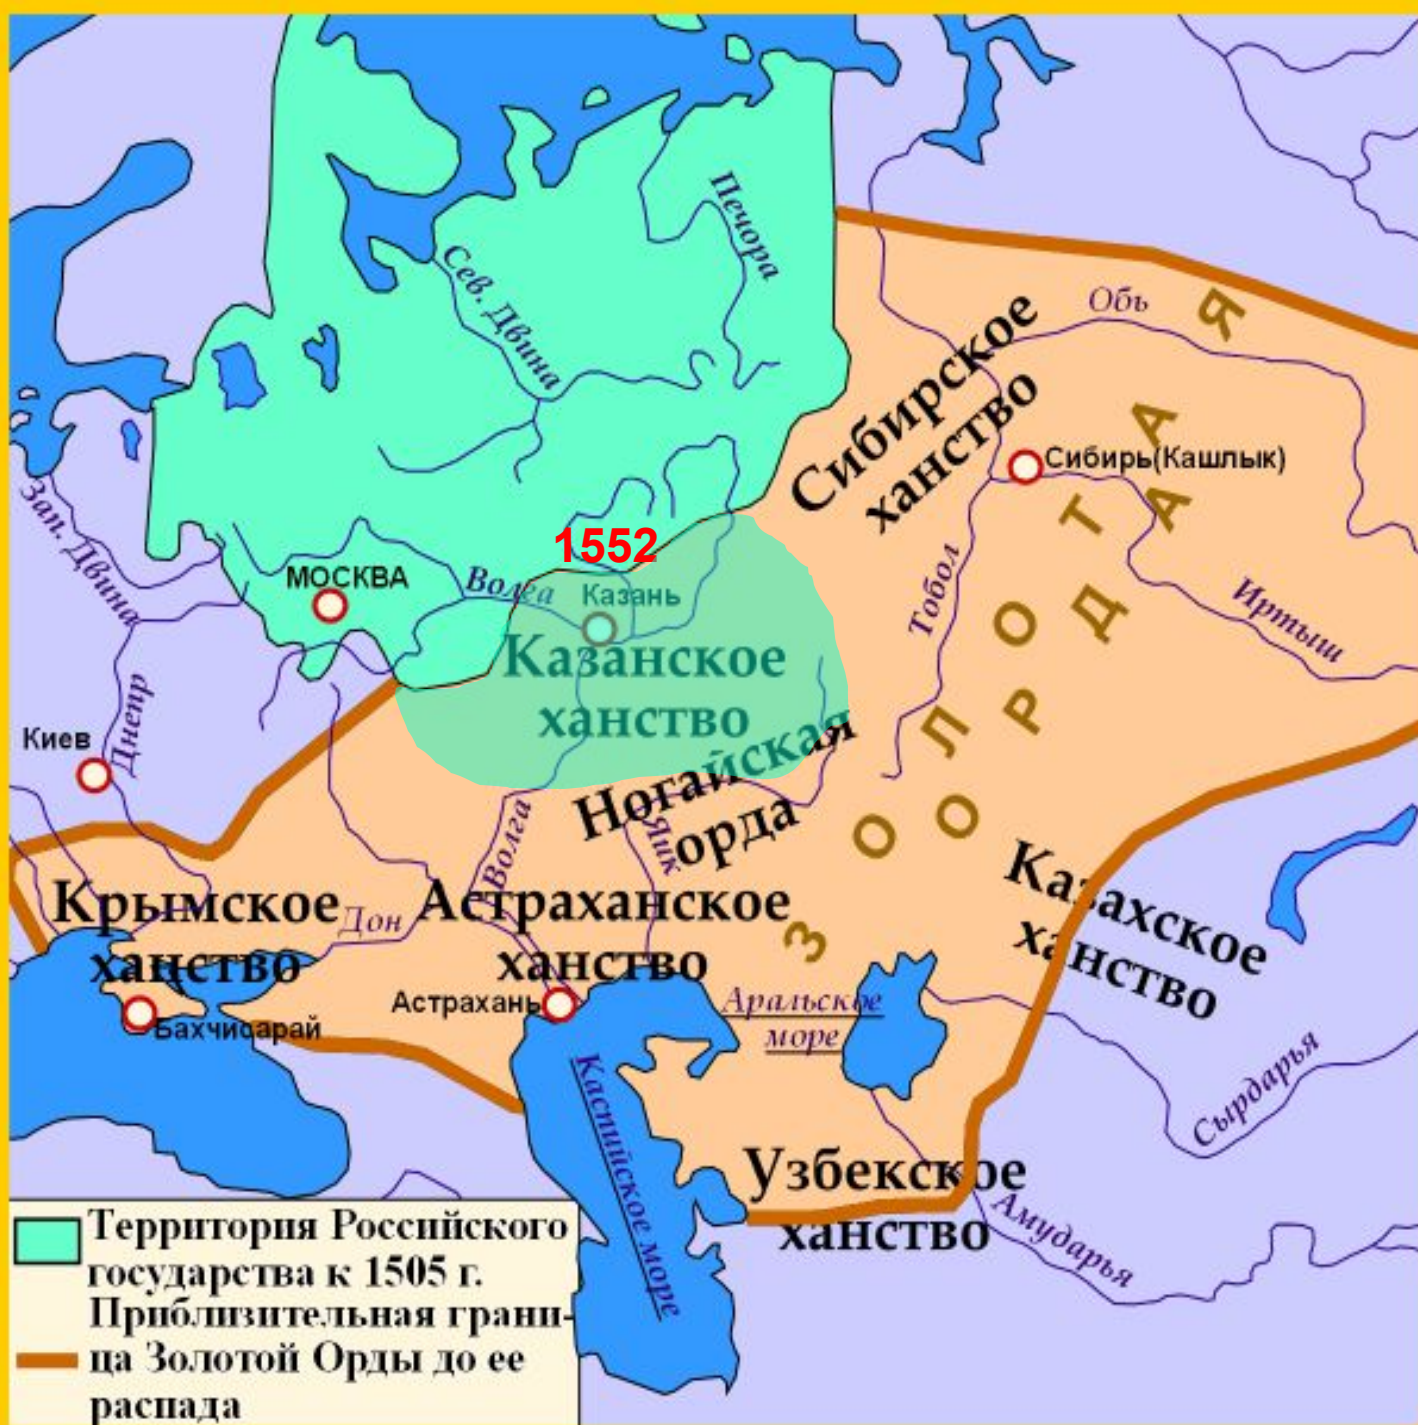 Печора
Сев. Двина
Обь
Сибирское
ханство
Сибирь(Кашлык)
Зап. Двина
1552
МОСКВА
Волга
Казань
Казанское
ханство
Тобол
Иртыш
ЗОЛОТАЯ
ОРДА
Киев
Днепр
Ногайская
орда
Волга
Яик
Казахское
ханство
Крымское
ханство
Дон
Астраханское
ханство
Астрахань
Бахчисарай
Аральское
море
Каспийское море
Сырдарья
Узбекское
ханство
Амударья
Территория Российского
государства к 1505 г.
Приблизительная грани-
ца Золотой Орды до ее
распада